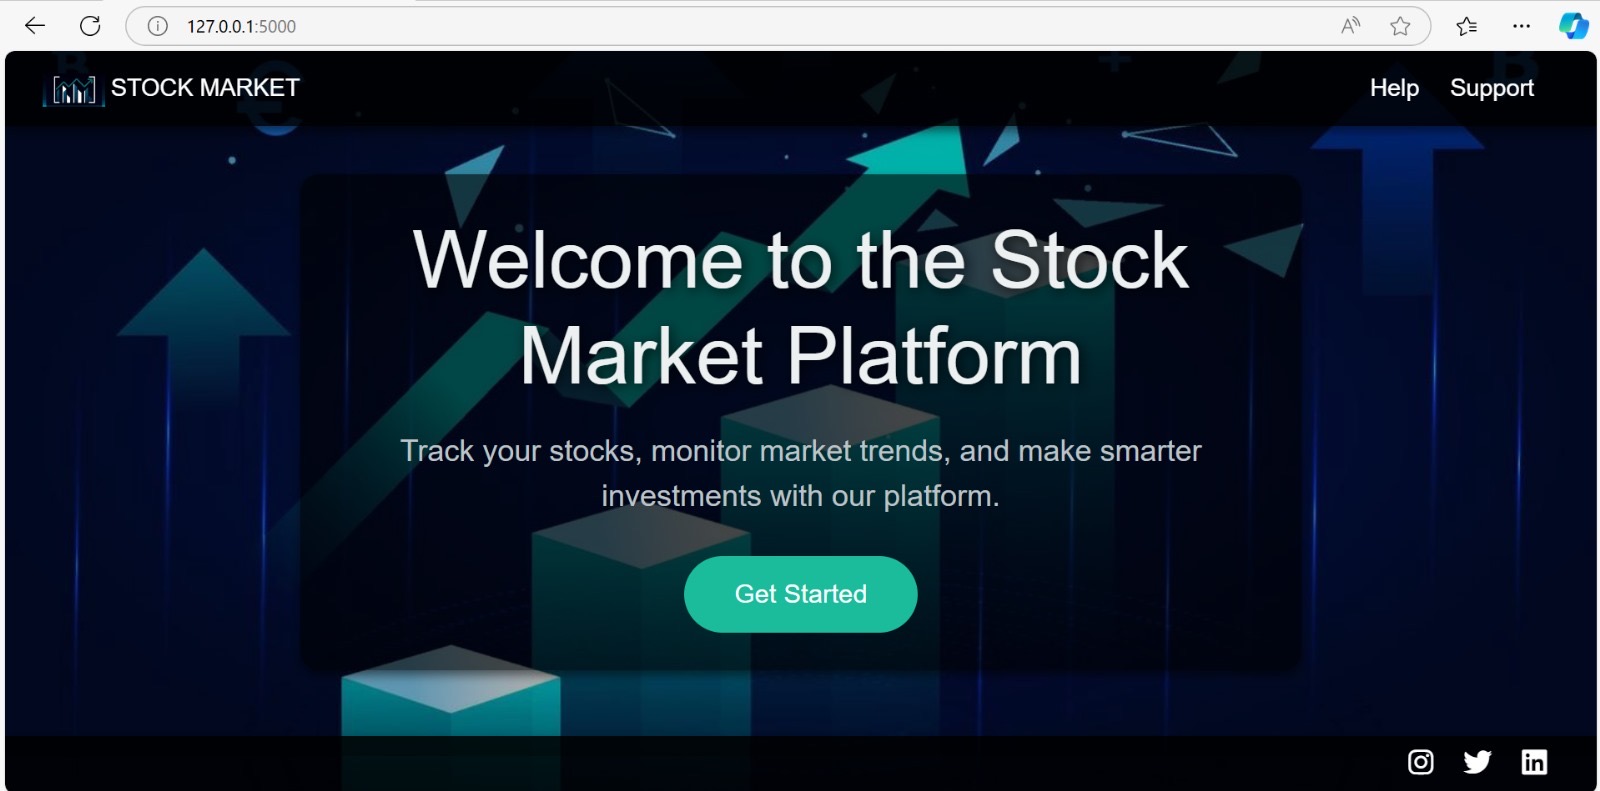 127.0.0.1:5000
STOCK MARKET
Help
Support
Welcome to the Stock
Market Platform
Track your stocks, monitor market trends, and make smarter
investments with our platform.
Get Started